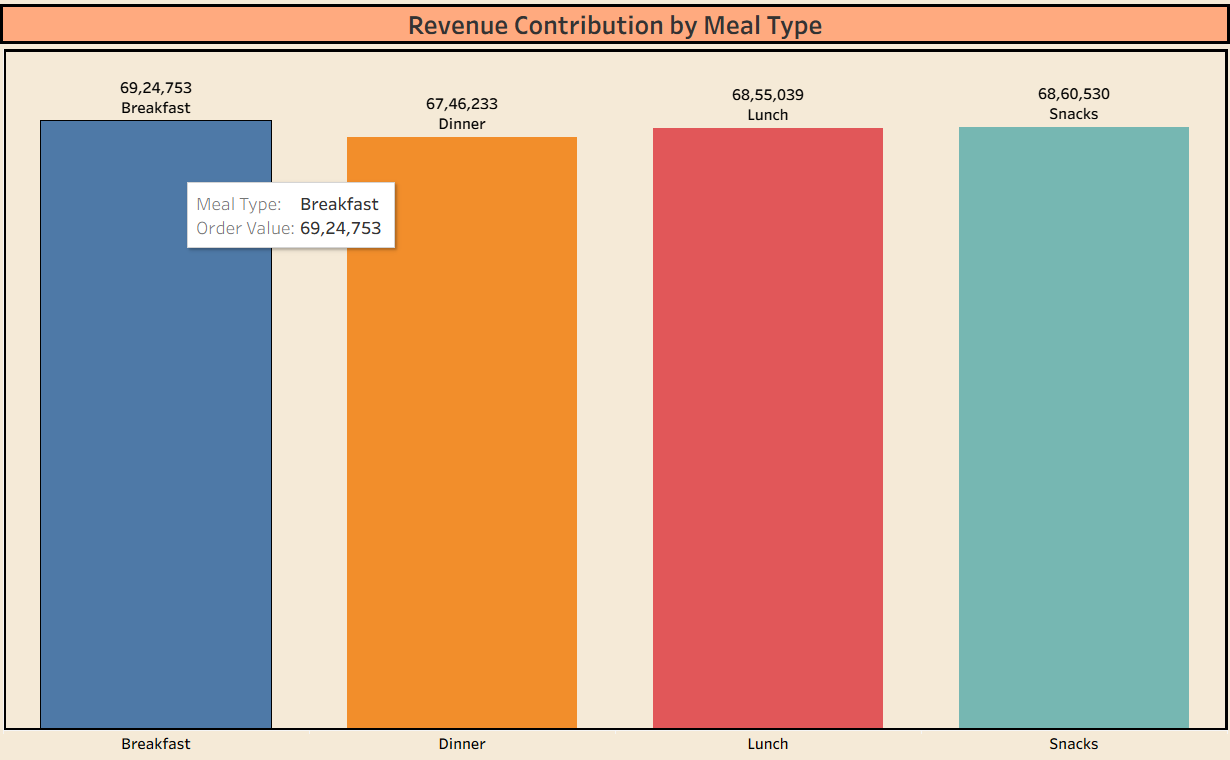 Revenue Contribution by Meal Type
69,24,753
Breakfast
67,46,233
Dinner
68,55,039
Lunch
68,60,530
Snacks
Meal Type: Breakfast
Order Value: 69,24,753
Breakfast
Dinner
Lunch
Snacks